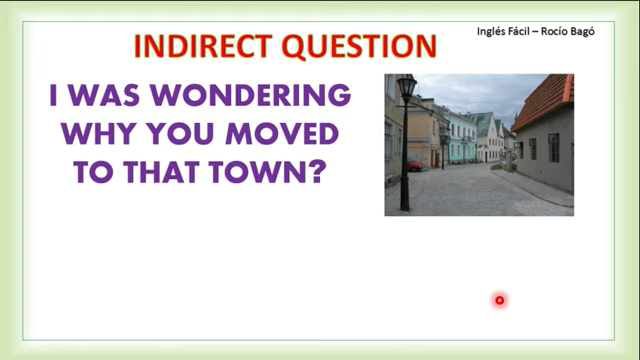 Inglés Fácil – Rocío Bagó
INDIRECT QUESTION
I WAS WONDERING
WHY YOU MOVED
TO THAT TOWN?